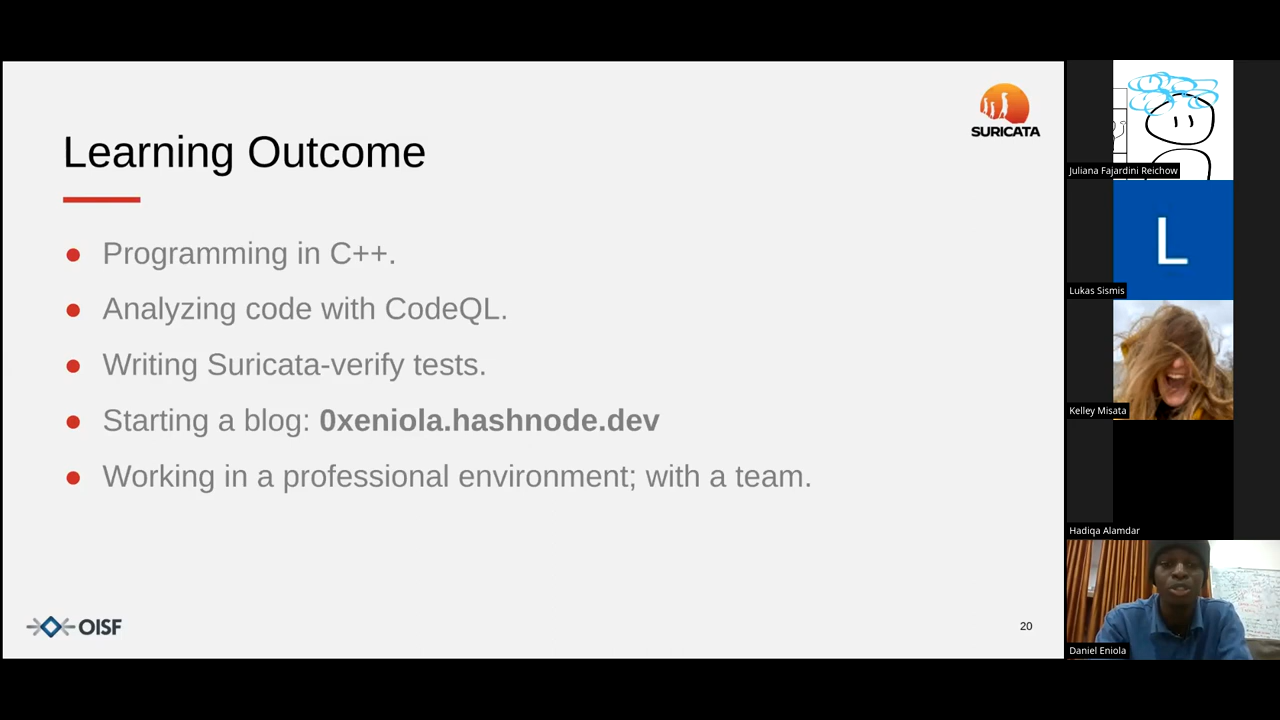 SURICATA
Learning Outcome
Programming in C++.
Analyzing code with CodeQL.
Writing Suricata-verify tests.
Starting a blog: 0xeniola.hashnode.dev
Working in a professional environment; with a team.
OISF
20
Juliana Fajardini Reichow
L
Lukas Sismis
Kelley Misata
Hadiqa Alamdar
Daniel Eniola